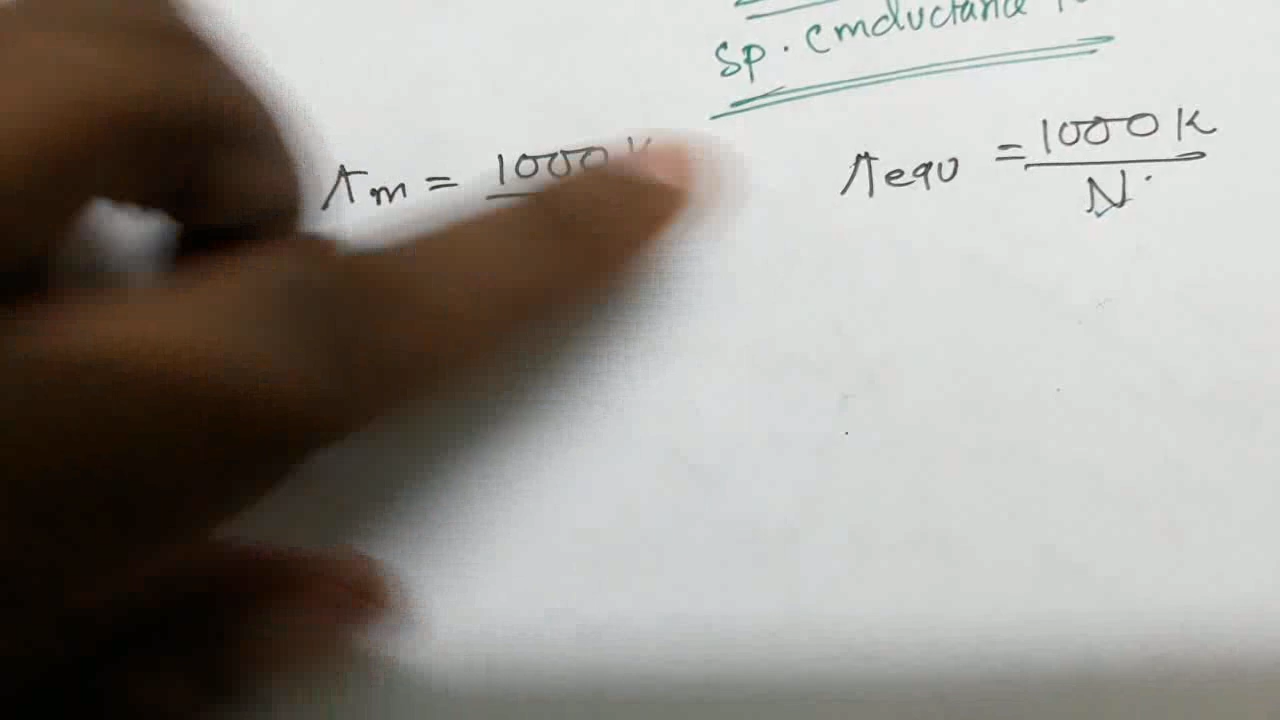 Sp. Conductance
Λm = 1000 K
Λequ = 1000 K / N